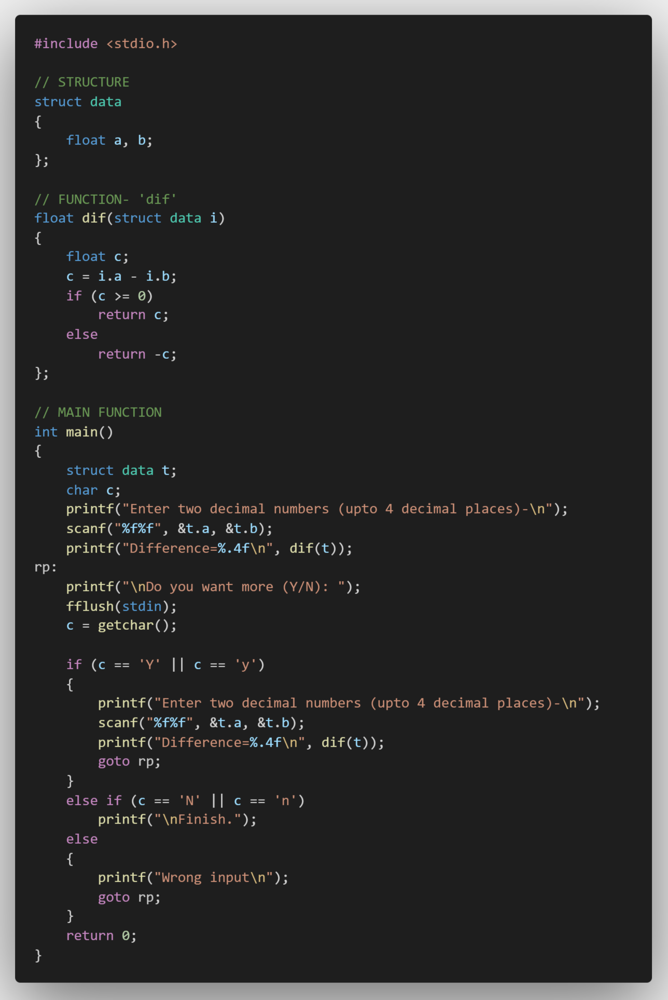 #include <stdio.h>

// STRUCTURE
struct data
{
    float a, b;
};

// FUNCTION- 'dif'
float dif(struct data i)
{
    float c;
    c = i.a - i.b;
    if (c >= 0)
        return c;
    else
        return -c;
};

// MAIN FUNCTION
int main()
{
    struct data t;
    char c;
    printf("Enter two decimal numbers (upto 4 decimal places)-\n");
    scanf("%f%f", &t.a, &t.b);
    printf("Difference=%.4f\n", dif(t));
rp:
    printf("\nDo you want more (Y/N): ");
    fflush(stdin);
    c = getchar();

    if (c == 'Y' || c == 'y')
    {
        printf("Enter two decimal numbers (upto 4 decimal places)-\n");
        scanf("%f%f", &t.a, &t.b);
        printf("Difference=%.4f\n", dif(t));
        goto rp;
    }
    else if (c == 'N' || c == 'n')
        printf("\nFinish.");
    else
    {
        printf("Wrong input\n");
        goto rp;
    }
    return 0;
}